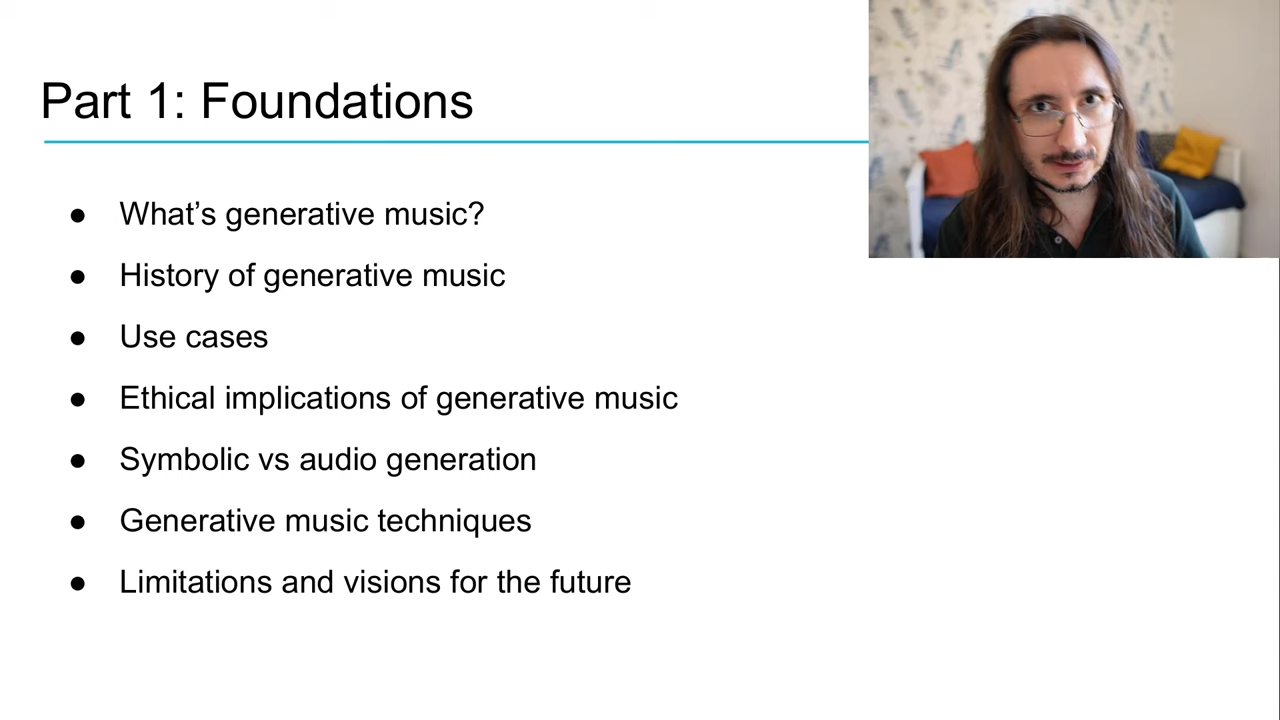 Part 1: Foundations
● What’s generative music?
● History of generative music
● Use cases
● Ethical implications of generative music
● Symbolic vs audio generation
● Generative music techniques
● Limitations and visions for the future